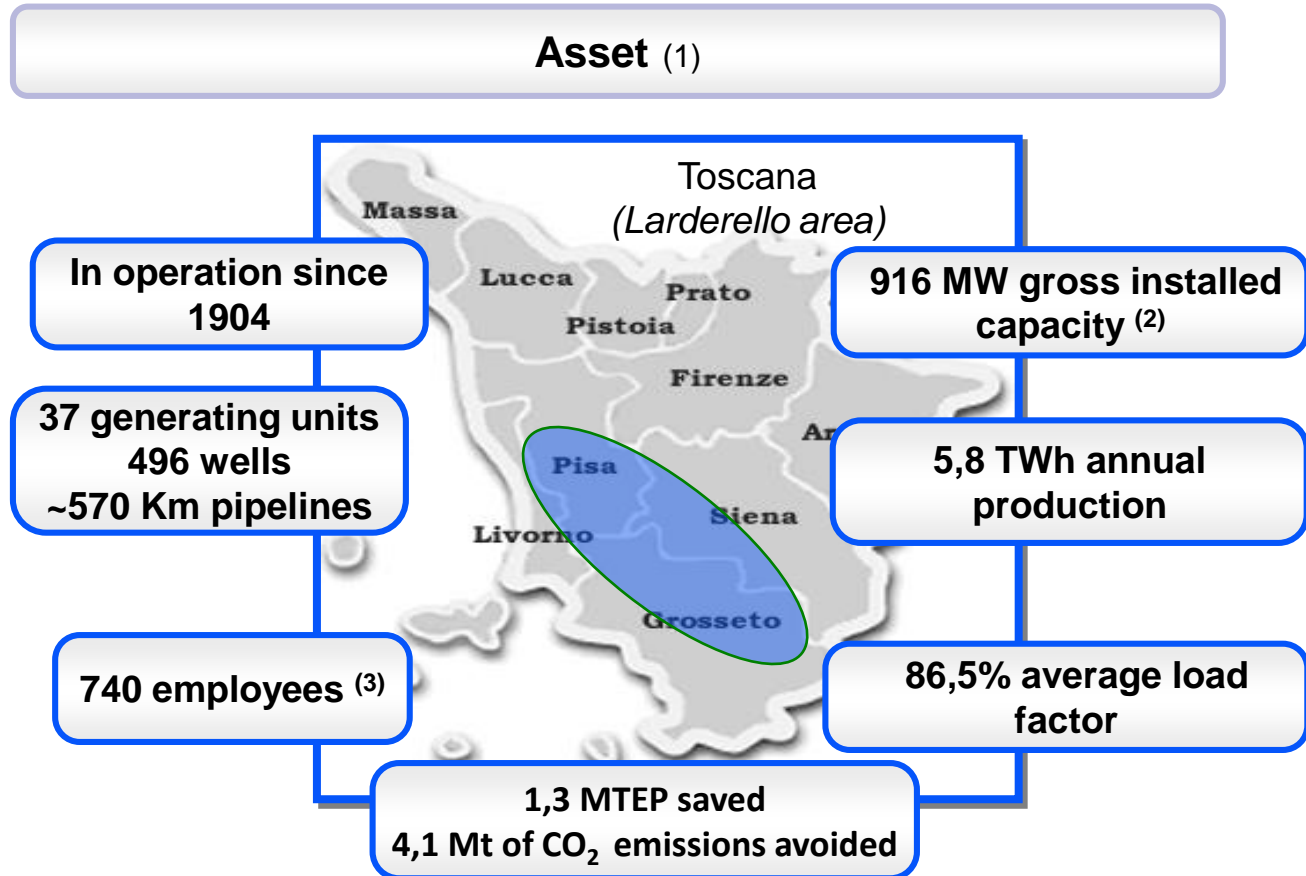 Asset (1)
Toscana
(Larderello area)
Massa
Lucca
Prato
Pistoia
Firenze
Ar
Pisa
Siena
Livorno
Grosseto
In operation since
1904
37 generating units
496 wells
~570 Km pipelines
740 employees (3)
916 MW gross installed
capacity (2)
5,8 TWh annual
production
86,5% average load
factor
1,3 MTEP saved
4,1 Mt of CO₂ emissions avoided